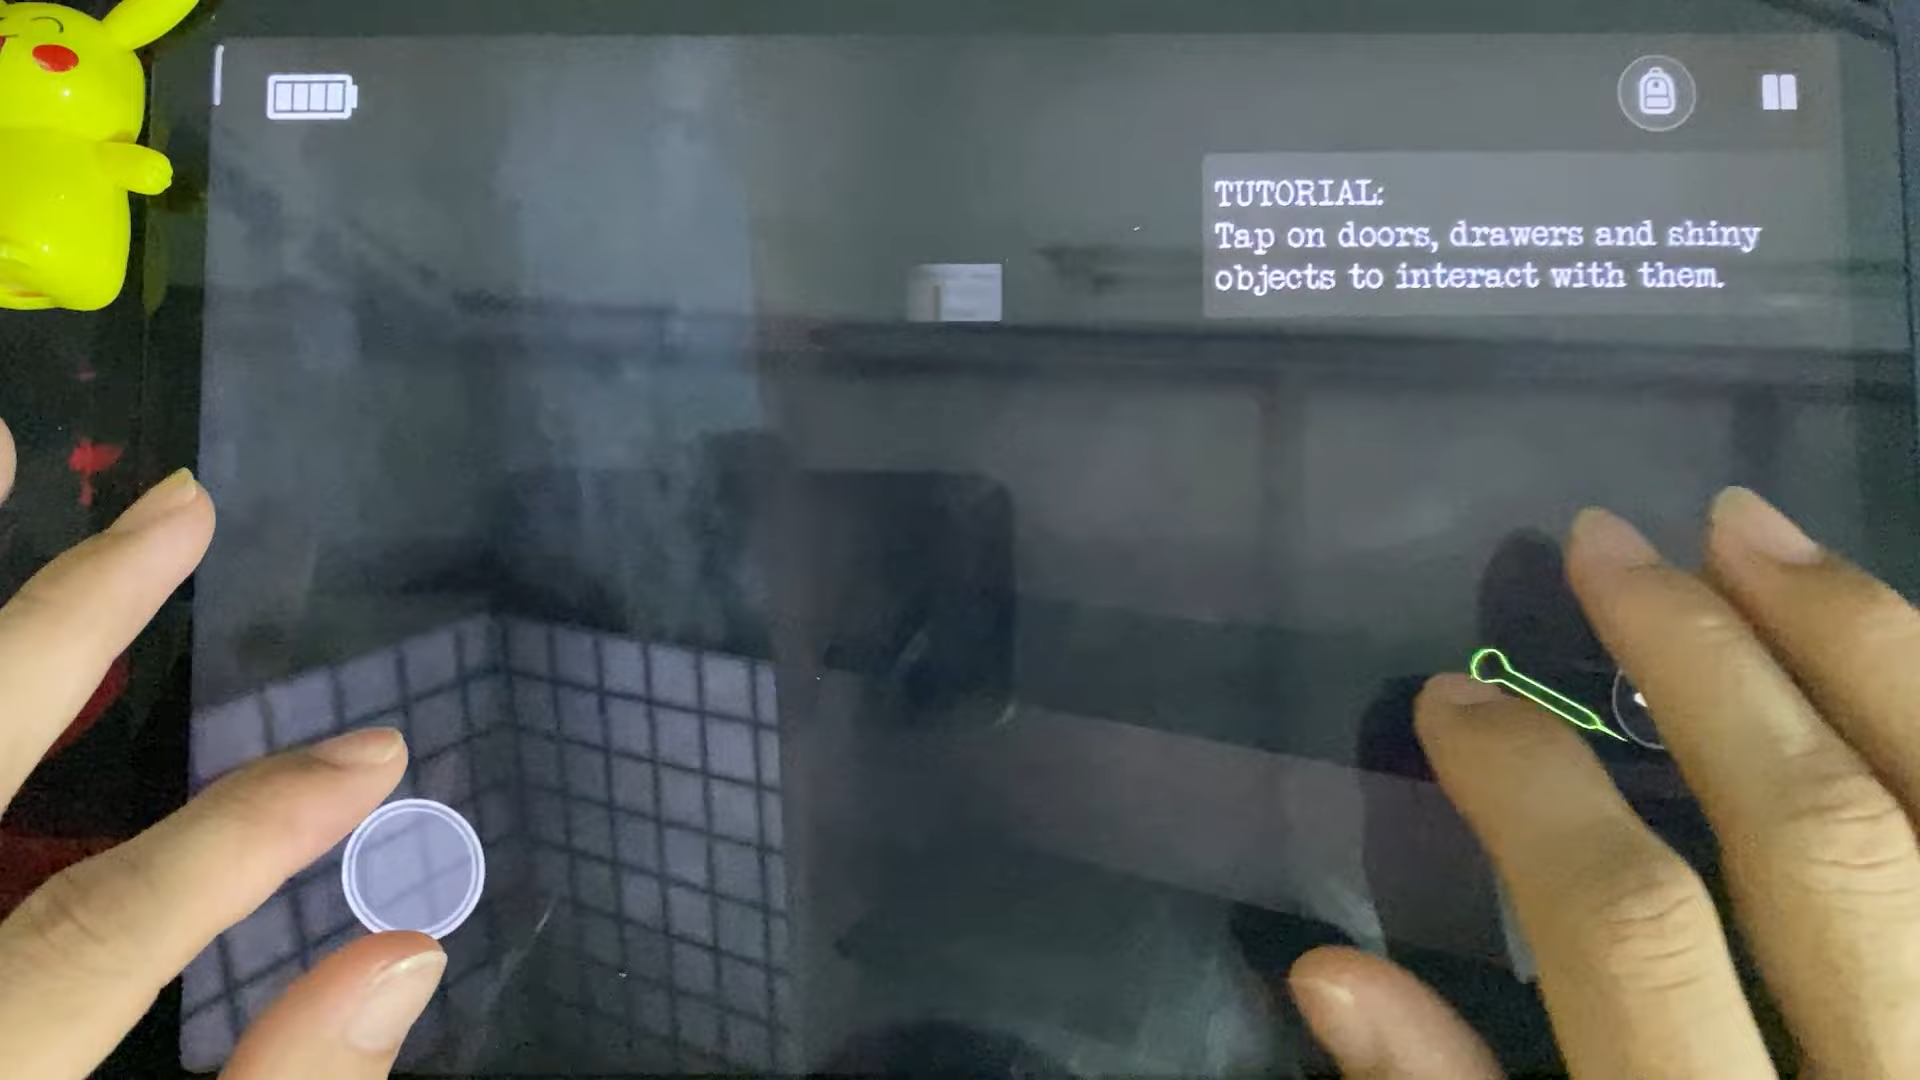 TUTORIAL:
Tap on doors, drawers and shiny
objects to interact with them.